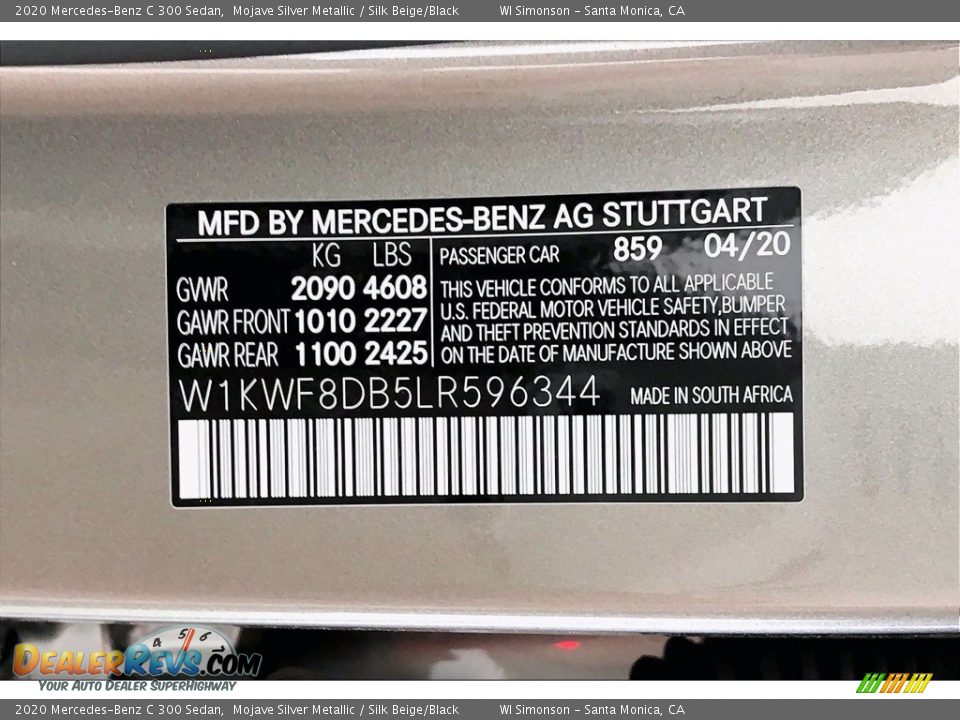 2020 Mercedes-Benz C 300 Sedan, Mojave Silver Metallic / Silk Beige/Black WI Simonson - Santa Monica, CA
MFD BY MERCEDES-BENZ AG STUTTGART
KG LBS
GVWR 2090 4608
GAWR FRONT 1010 2227
GAWR REAR 1100 2425
PASSENGER CAR 859 04/20
THIS VEHICLE CONFORMS TO ALL APPLICABLE
U.S. FEDERAL MOTOR VEHICLE SAFETY,BUMPER
AND THEFT PREVENTION STANDARDS IN EFFECT
ON THE DATE OF MANUFACTURE SHOWN ABOVE
W1KWF8DB5LR596344 MADE IN SOUTH AFRICA
4 5 6
DEALERREVS.COM
YOUR AUTO DEALER SUPERHIGHWAY
2020 Mercedes-Benz C 300 Sedan, Mojave Silver Metallic / Silk Beige/Black WI Simonson - Santa Monica, CA